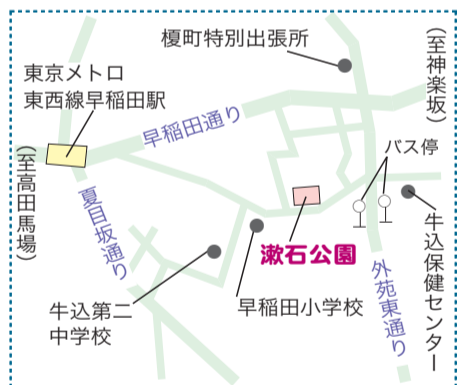 榎町特別出張所
(至神楽坂)
東京メトロ
東西線早稲田駅
早稲田通り
バス停
(至高田馬場)
夏目坂通り
漱石公園
牛込保健センター
外苑東通り
早稲田小学校
牛込第二
中学校